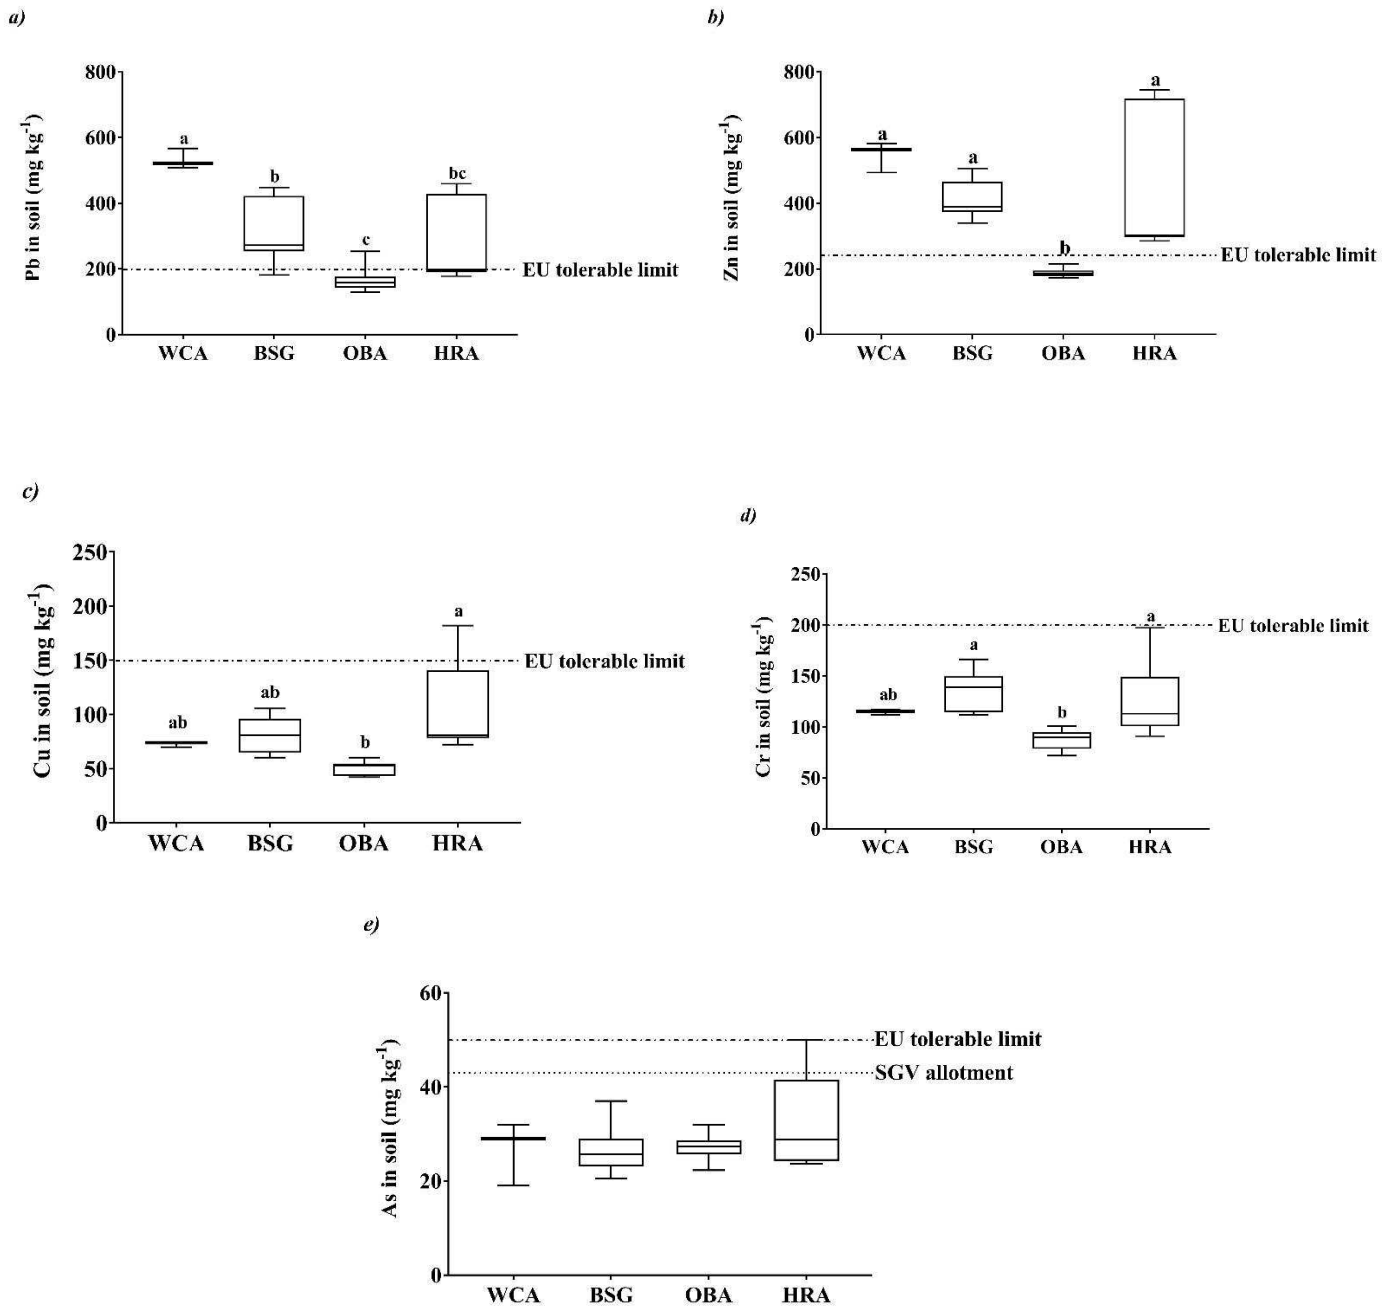 a)
Pb in soil (mg kg-1)
800
600
400
200
0
a
b
c
bc
EU tolerable limit
WCA BSG OBA HRA
b)
Zn in soil (mg kg-1)
800
600
400
200
0
a
a
b
a
EU tolerable limit
WCA BSG OBA HRA
c)
Cu in soil (mg kg-1)
250
200
150
100
50
0
ab
ab
b
a
EU tolerable limit
WCA BSG OBA HRA
d)
Cr in soil (mg kg-1)
250
200
150
100
50
0
ab
a
b
a
EU tolerable limit
WCA BSG OBA HRA
e)
As in soil (mg kg-1)
60
40
20
0
EU tolerable limit
SGV allotment
WCA BSG OBA HRA